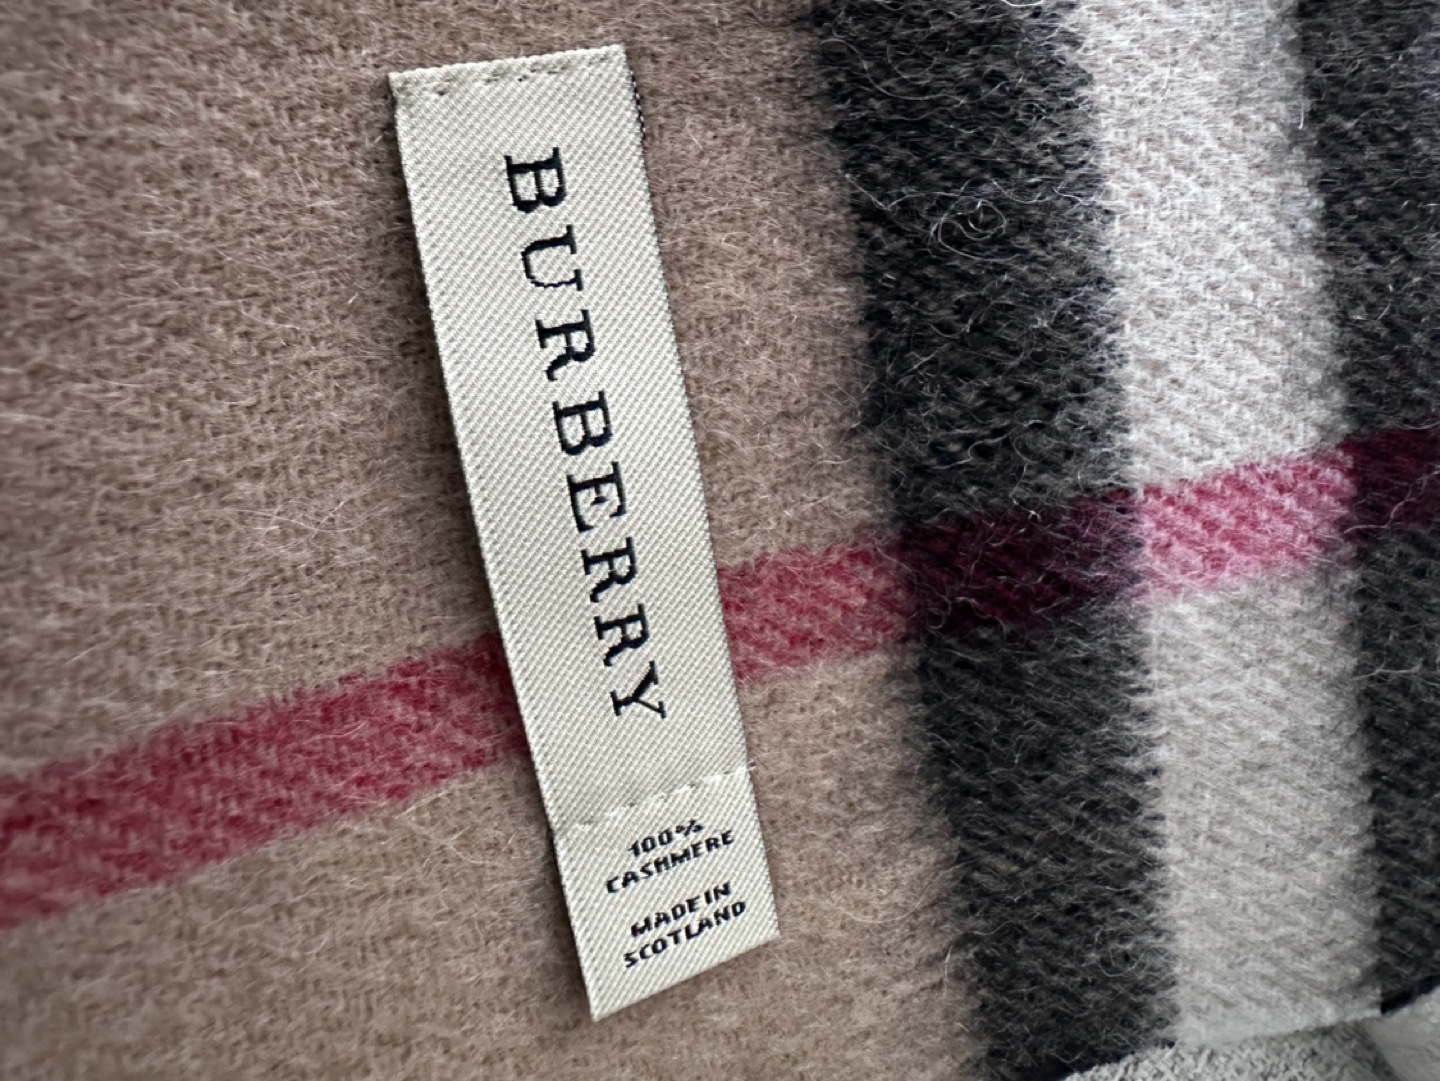 BURBERRY
100%
CASHMERE
MADE IN
SCOTLAND